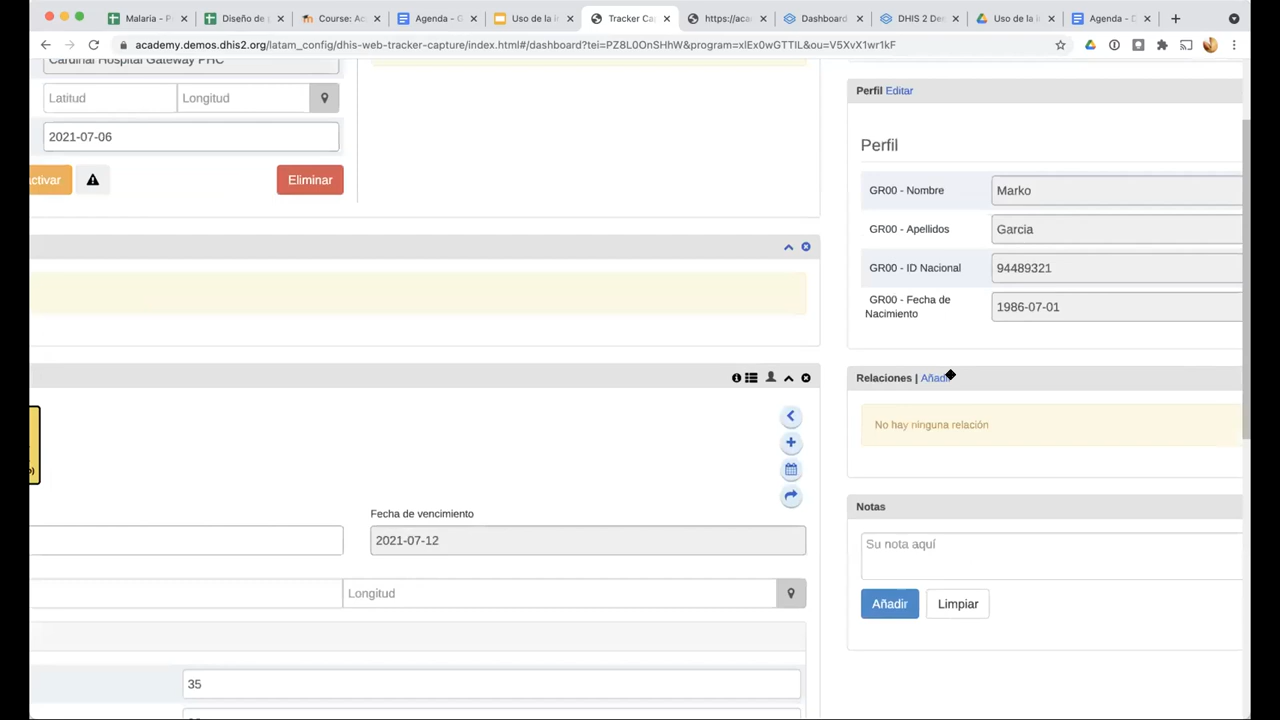 Malaria - P
Diseño de
Course: Ac
Agenda - G
Uso de la i
Tracker Ca
https://aca
Dashboard
DHIS 2 De
Uso de la i
Agenda - D
academy.demos.dhis2.org/latam_config/dhis-web-tracker-capture/index.html#/dashboard?tei=PZ8L0OnSHhW&program=xlEx0wGTTIL&ou=V5XvX1wr1kF
Cardinal Hospital Gateway PHC
Latitud
Longitud
2021-07-06
ctivar
Eliminar
Fecha de vencimiento
2021-07-12
Longitud
35
Perfil Editar
Perfil
GR00 - Nombre
Marko
GR00 - Apellidos
Garcia
GR00 - ID Nacional
94489321
GR00 - Fecha de
Nacimiento
1986-07-01
Relaciones | Añadir
No hay ninguna relación
Notas
Su nota aquí
Añadir
Limpiar